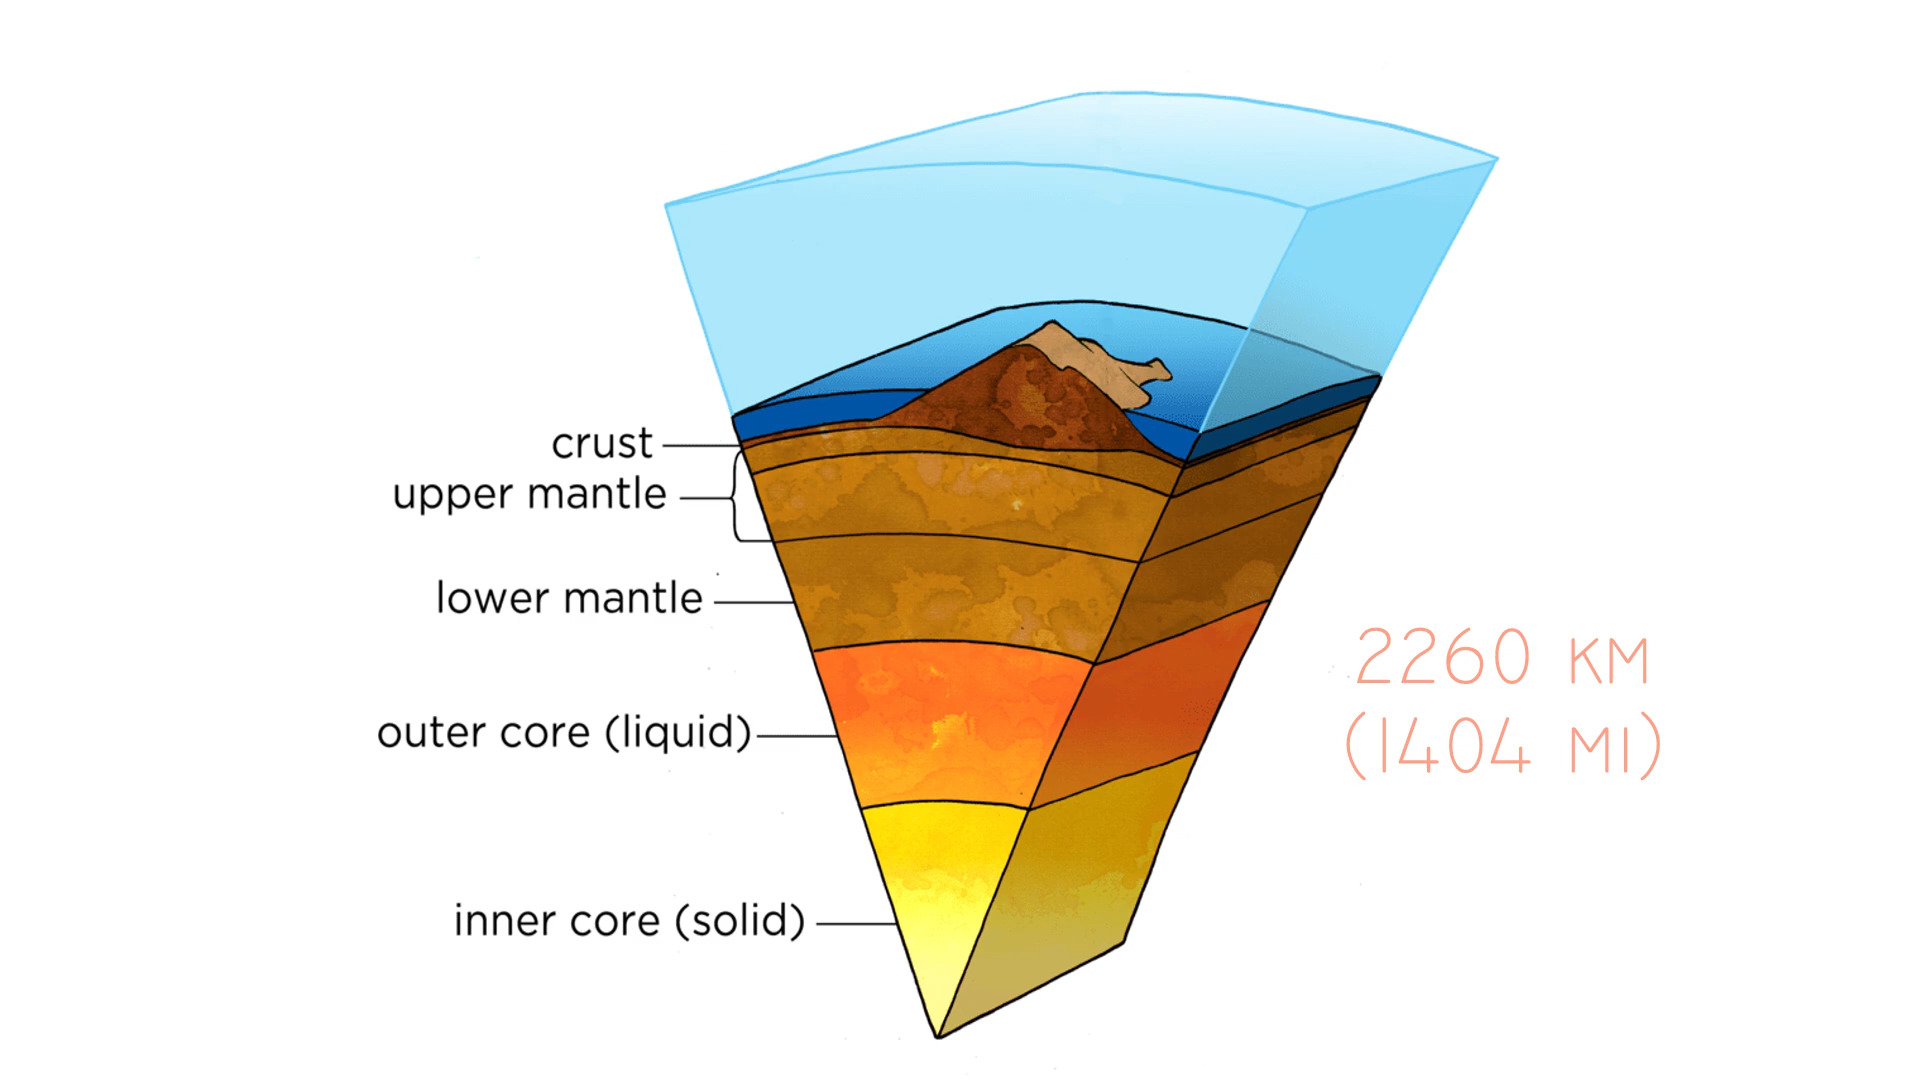 crust
upper mantle
lower mantle
2260 KM
(1404 MI)
outer core (liquid)
inner core (solid)